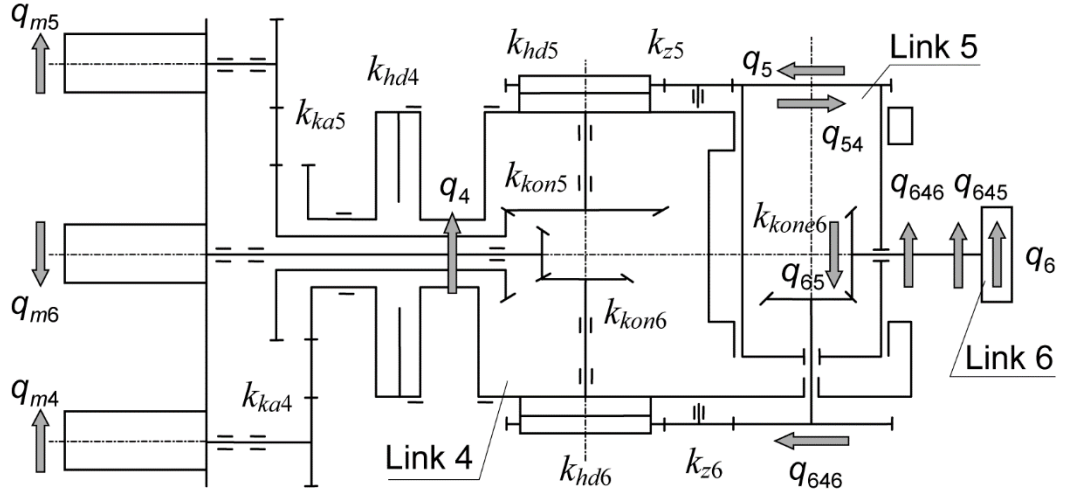 q_m5
k_hd5
k_z5
Link 5
k_hd4
q_5
k_ka5
q_54
k_kon5
q_4
q_646
q_645
k_kone6
q_65
q_6
q_m6
k_kon6
Link 6
q_m4
k_ka4
Link 4
k_hd6
k_z6
q_646